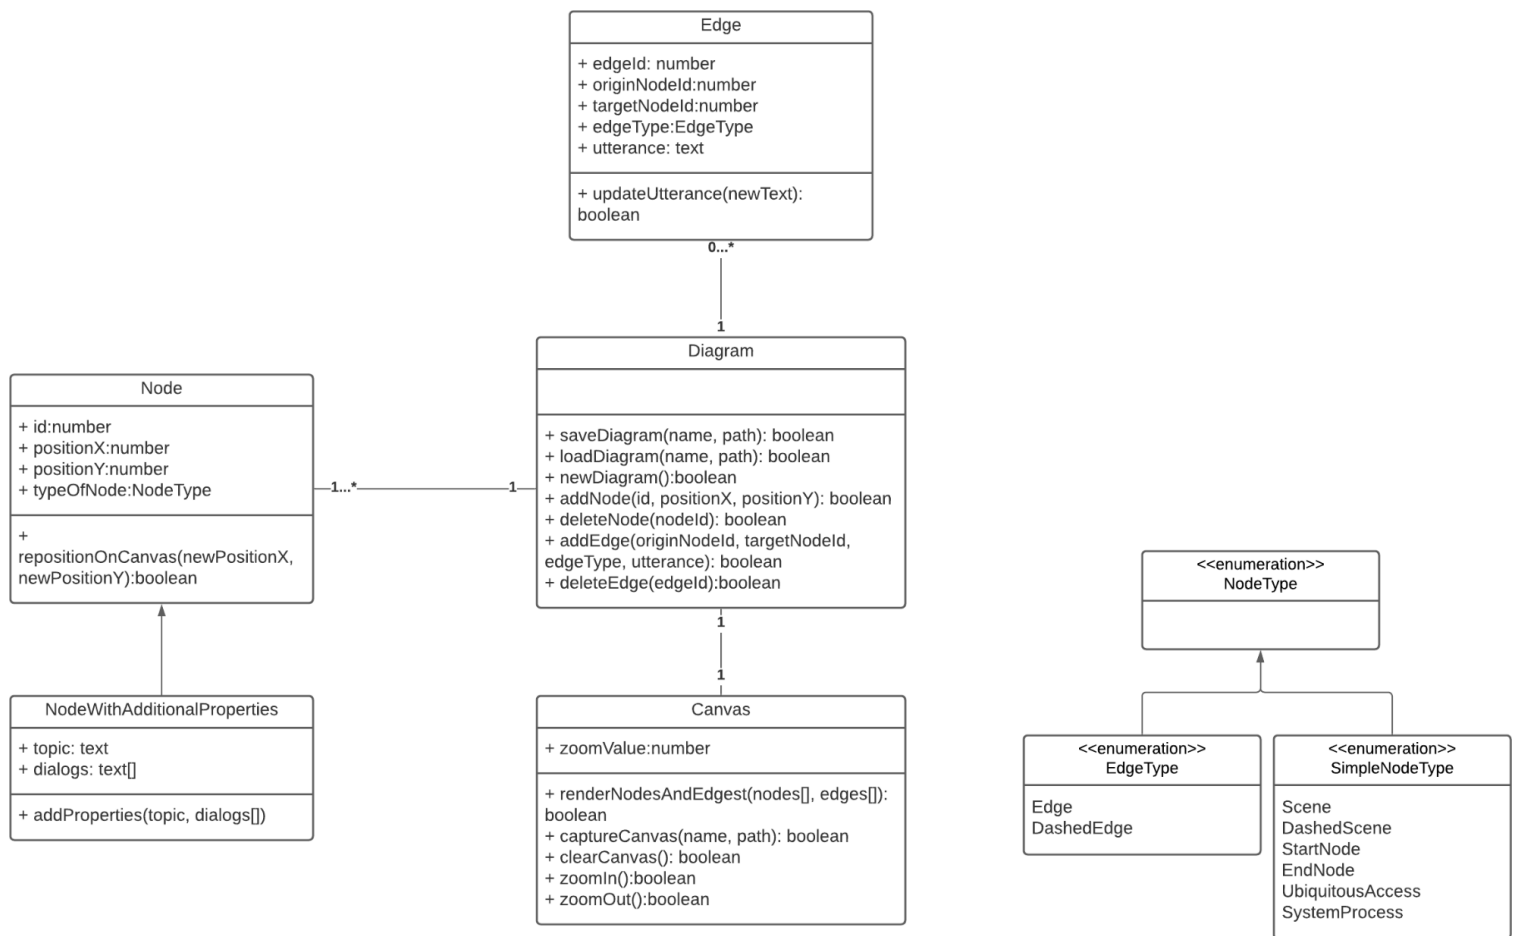 Edge
+ edgeId: number
+ originNodeId:number
+ targetNodeId:number
+ edgeType:EdgeType
+ utterance: text
+ updateUtterance(newText):
boolean
0...*
1
Diagram
+ saveDiagram(name, path): boolean
+ loadDiagram(name, path): boolean
+ newDiagram():boolean
+ addNode(id, positionX, positionY): boolean
+ deleteNode(nodeId): boolean
+ addEdge(originNodeId, targetNodeId,
edgeType, utterance): boolean
+ deleteEdge(edgeId):boolean
Node
+ id:number
+ positionX:number
+ positionY:number
+ typeOfNode:NodeType
+
repositionOnCanvas(newPositionX,
newPositionY):boolean
1...*
1
NodeWithAdditionalProperties
+ topic: text
+ dialogs: text[]
+ addProperties(topic, dialogs[])
1
1
Canvas
+ zoomValue:number
+ renderNodesAndEdgest(nodes[], edges[]):
boolean
+ captureCanvas(name, path): boolean
+ clearCanvas(): boolean
+ zoomIn():boolean
+ zoomOut():boolean
<<enumeration>>
NodeType
<<enumeration>>
EdgeType
Edge
DashedEdge
<<enumeration>>
SimpleNodeType
Scene
DashedScene
StartNode
EndNode
UbiquitousAccess
SystemProcess